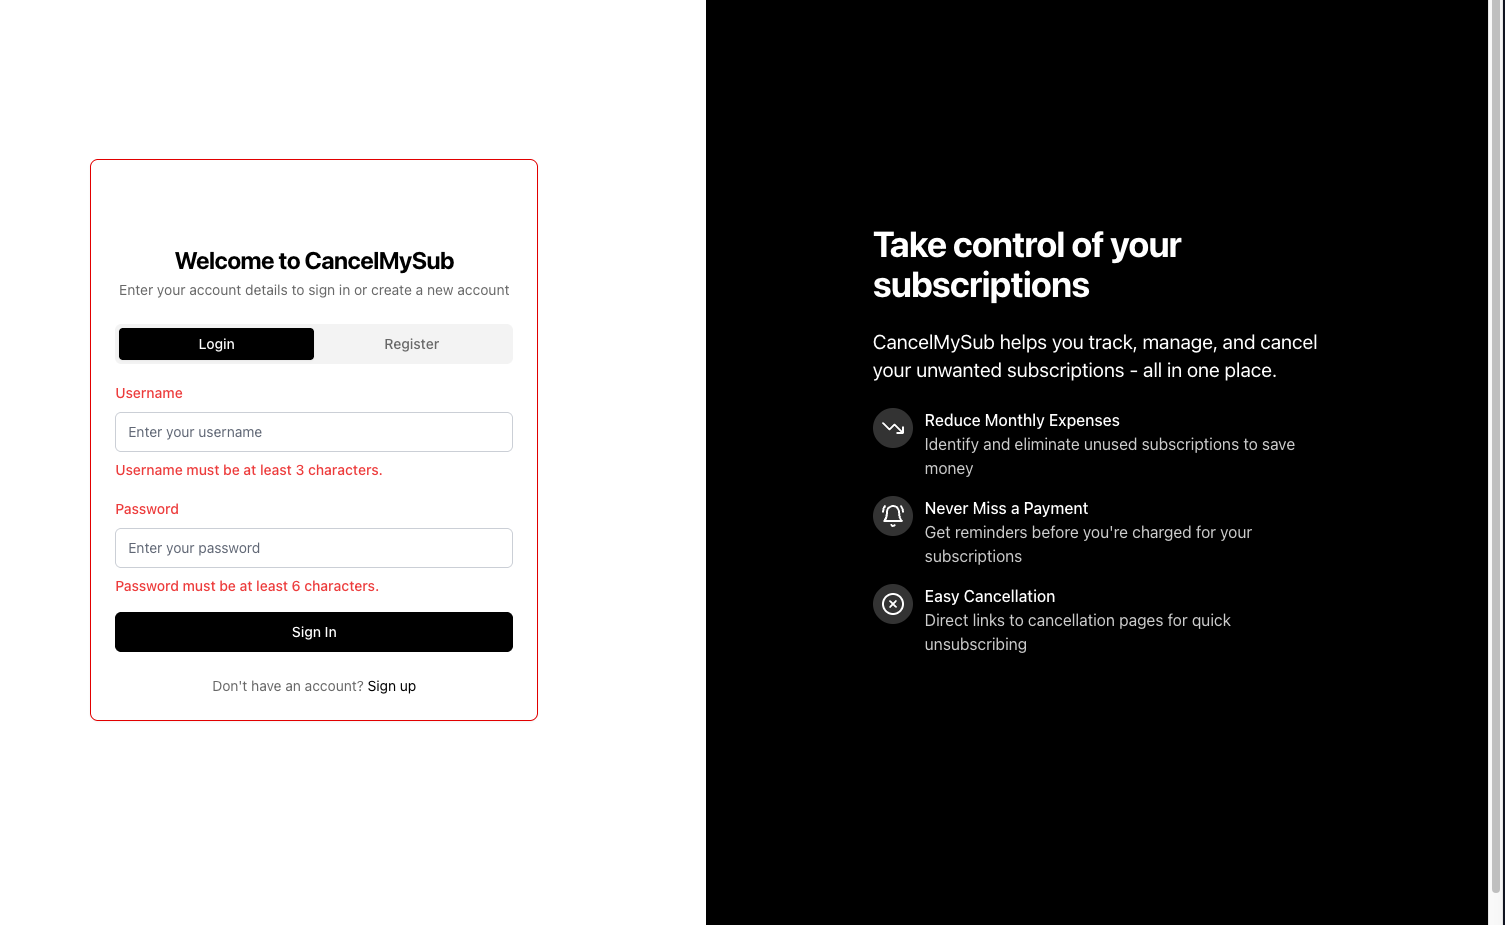 Welcome to CancelMySub
Enter your account details to sign in or create a new account
Login
Register
Username
Enter your username
Username must be at least 3 characters.
Password
Enter your password
Password must be at least 6 characters.
Sign In
Don't have an account? Sign up
Take control of your
subscriptions
CancelMySub helps you track, manage, and cancel
your unwanted subscriptions - all in one place.
Reduce Monthly Expenses
Identify and eliminate unused subscriptions to save
money
Never Miss a Payment
Get reminders before you're charged for your
subscriptions
Easy Cancellation
Direct links to cancellation pages for quick
unsubscribing